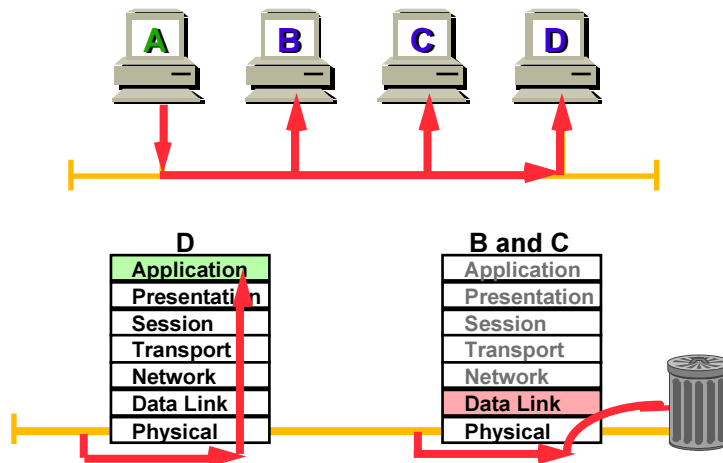 A B C D
D
Application
Presentation
Session
Transport
Network
Data Link
Physical
B and C
Application
Presentation
Session
Transport
Network
Data Link
Physical